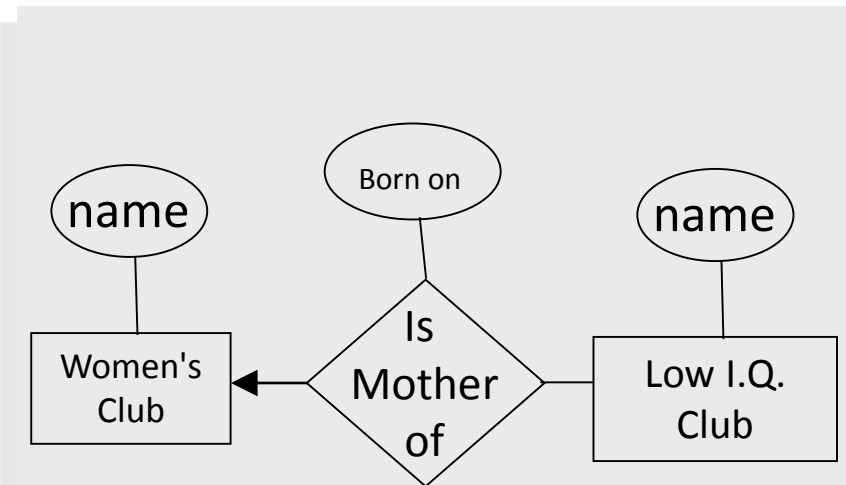 Born on
name
name
Is
Mother
of
Women's
Club
Low I.Q.
Club